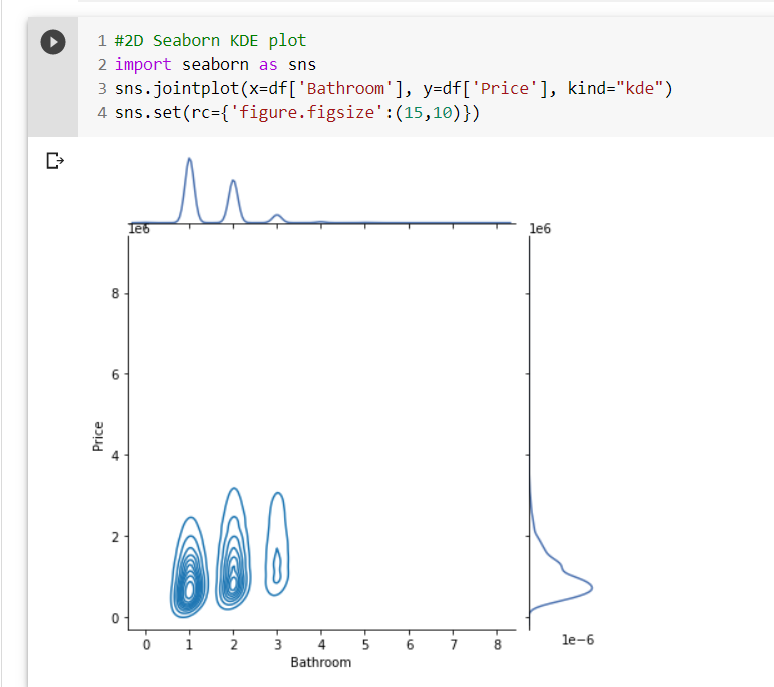 1 #2D Seaborn KDE plot
2 import seaborn as sns
3 sns.jointplot(x=df['Bathroom'], y=df['Price'], kind="kde")
4 sns.set(rc={'figure.figsize':(15,10)})
1e6
1e6
8
6
4
2
0
Price
0 1 2 3 4 5 6 7 8
1e−6
Bathroom